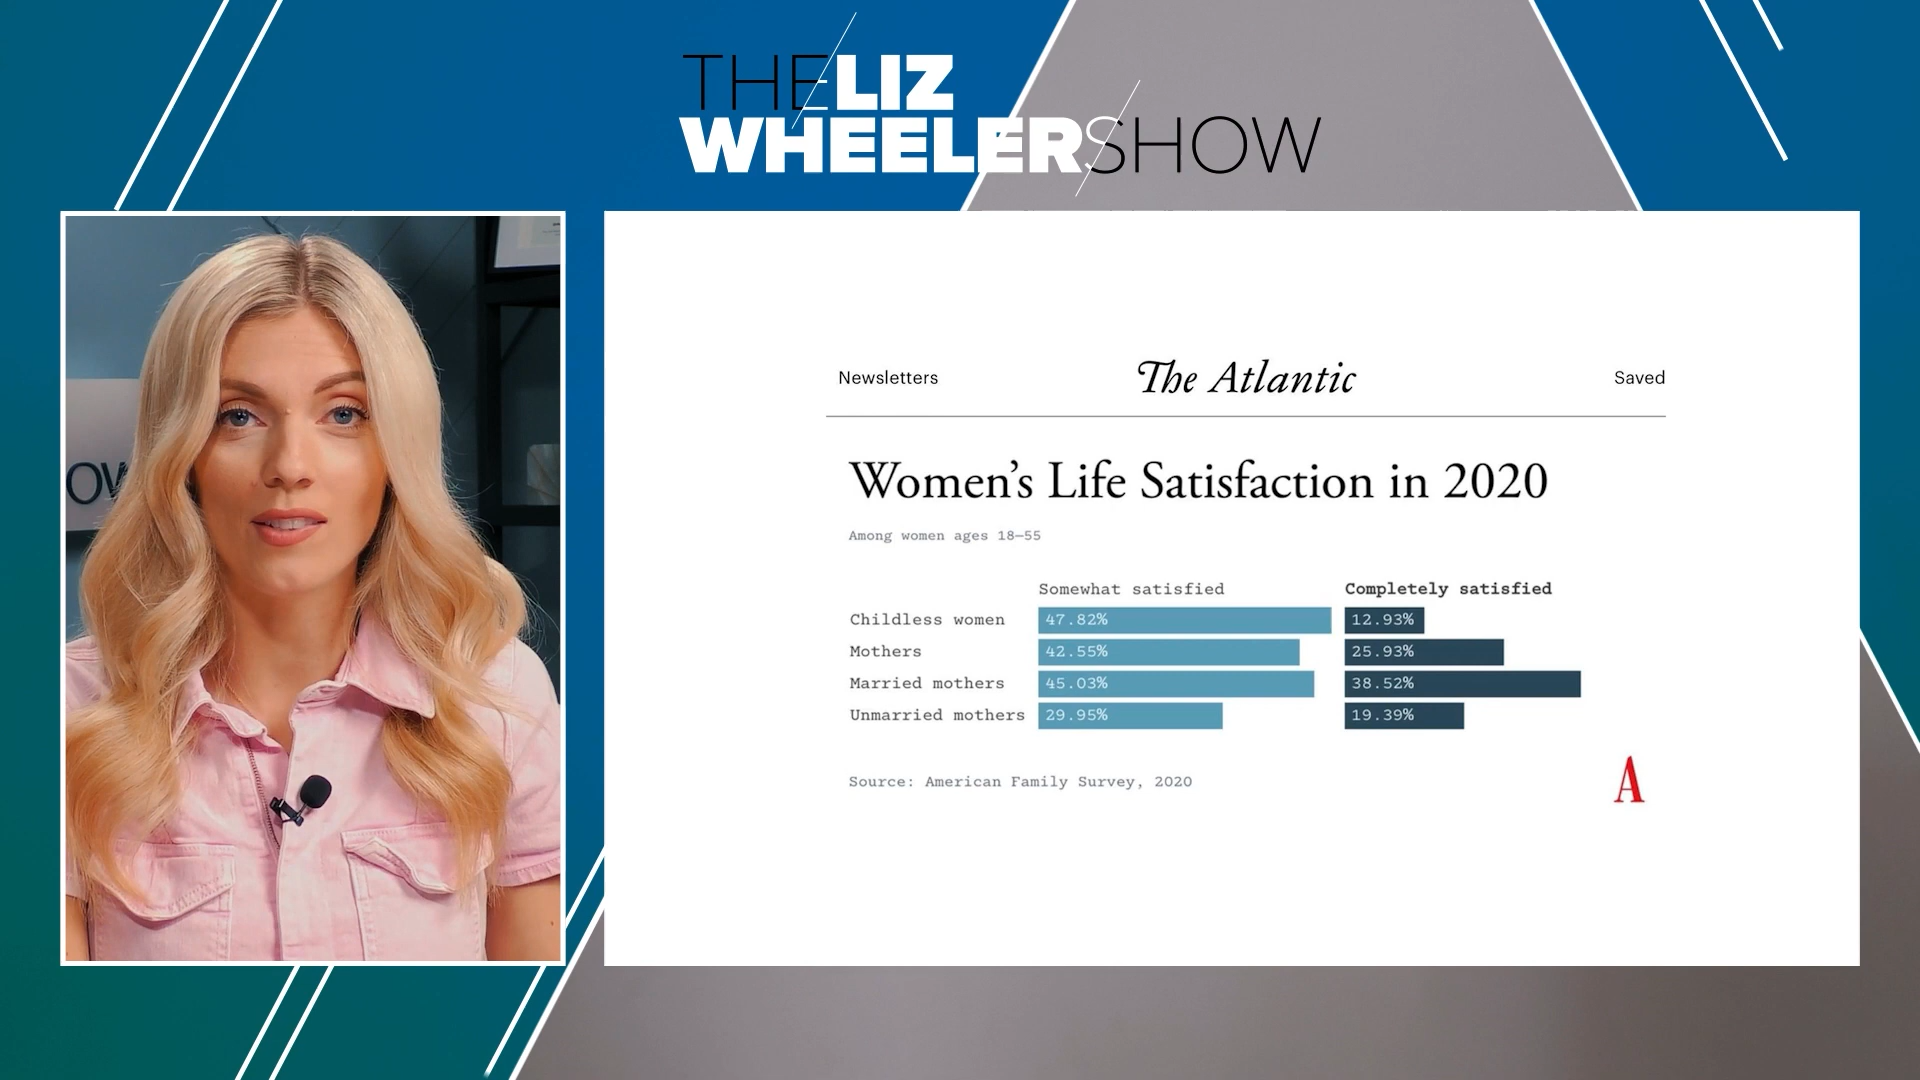 THE LIZ
WHEELER SHOW
OW
Newsletters
The Atlantic
Saved
Women's Life Satisfaction in 2020
Among women ages 18–55
Somewhat satisfied
Completely satisfied
Childless women 47.82% 12.93%
Mothers 42.55% 25.93%
Married mothers 45.03% 38.52%
Unmarried mothers 29.95% 19.39%
Source: American Family Survey, 2020
A